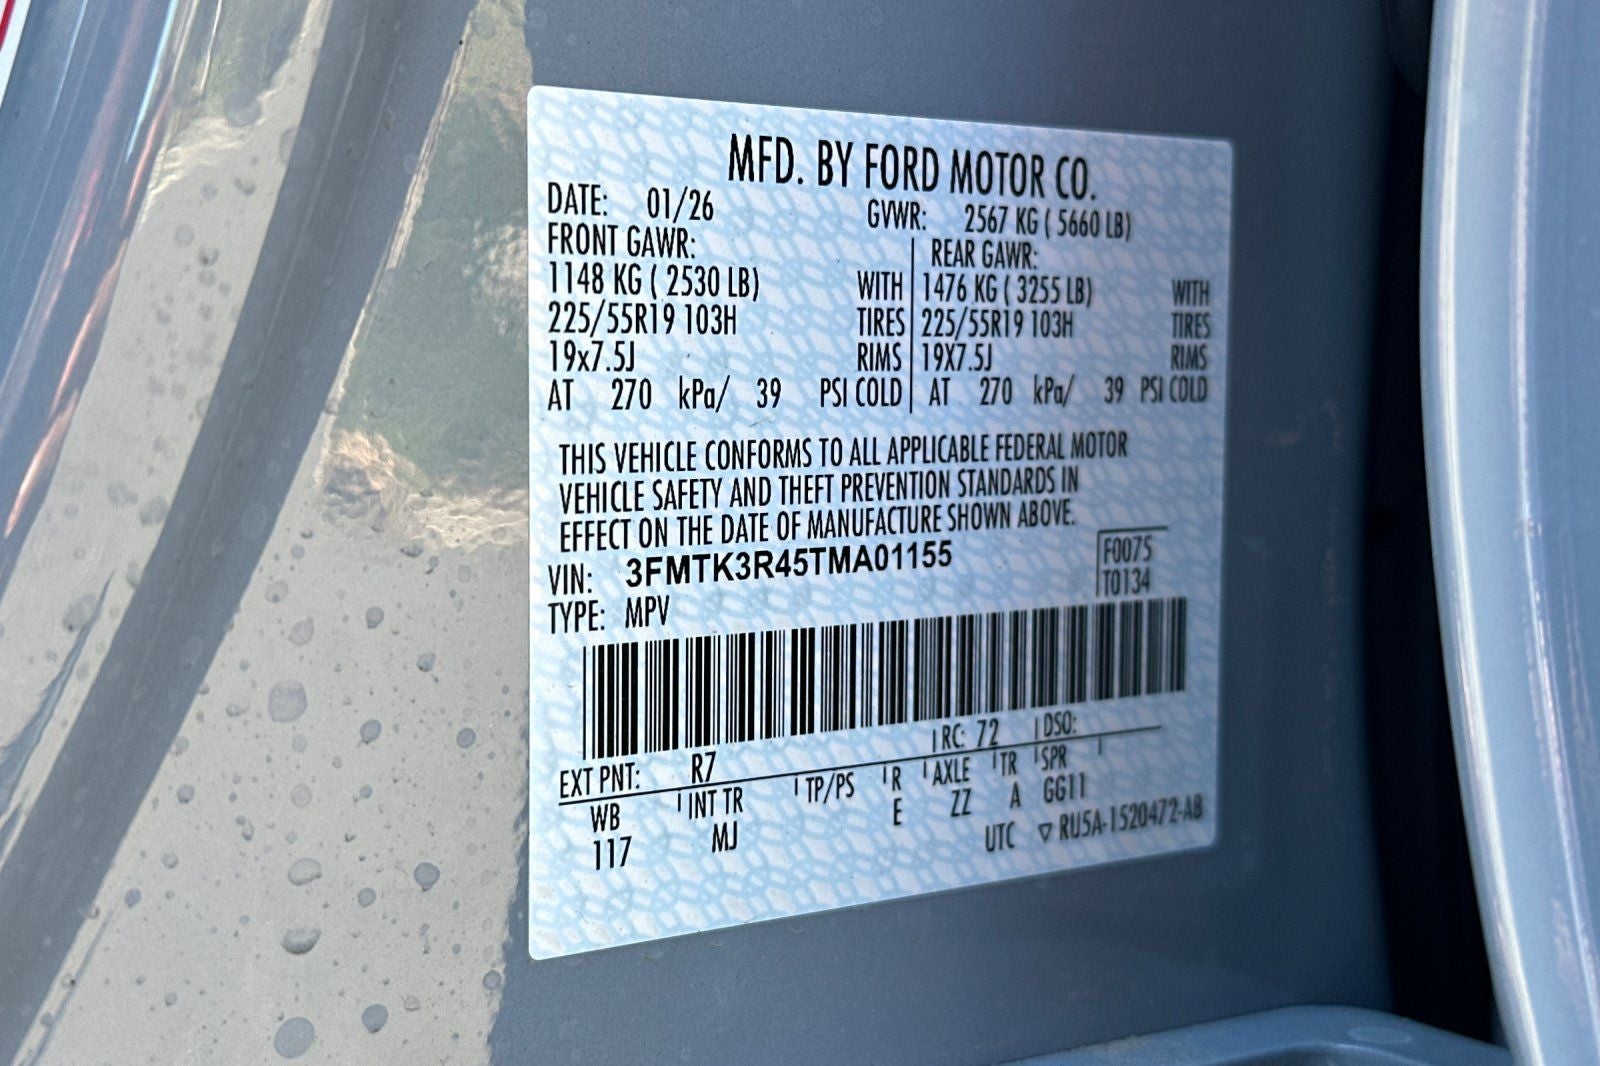 MFD. BY FORD MOTOR CO.
DATE: 01/26 GVWR: 2567 KG ( 5660 LB)
FRONT GAWR: REAR GAWR:
1148 KG ( 2530 LB) WITH 1476 KG ( 3255 LB) WITH
225/55R19 103H TIRES 225/55R19 103H TIRES
19x7.5J RIMS 19X7.5J RIMS
AT 270 kPa/ 39 PSI COLD AT 270 kPa/ 39 PSI COLD
THIS VEHICLE CONFORMS TO ALL APPLICABLE FEDERAL MOTOR
VEHICLE SAFETY AND THEFT PREVENTION STANDARDS IN
EFFECT ON THE DATE OF MANUFACTURE SHOWN ABOVE.
VIN: 3FMTK3R45TMA01155 F0075
TYPE: MPV T0134
EXT PNT: R7 RC: 72 DSO:
WB INT TR TP/PS R AXLE TR SPR
117 MJ E ZZ A GG11
UTC ▽ RU5A-1520472-AB